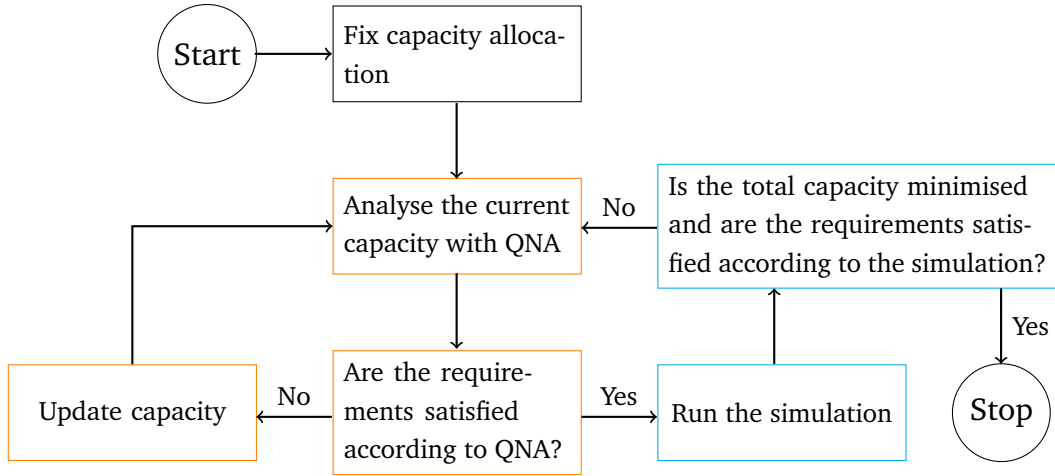 Start
Fix capacity alloca-
tion
Analyse the current
capacity with QNA
No
Is the total capacity minimised
and are the requirements satis-
fied according to the simulation?
Yes
Update capacity
No
Are the require-
ments satisfied
according to QNA?
Yes
Run the simulation
Stop